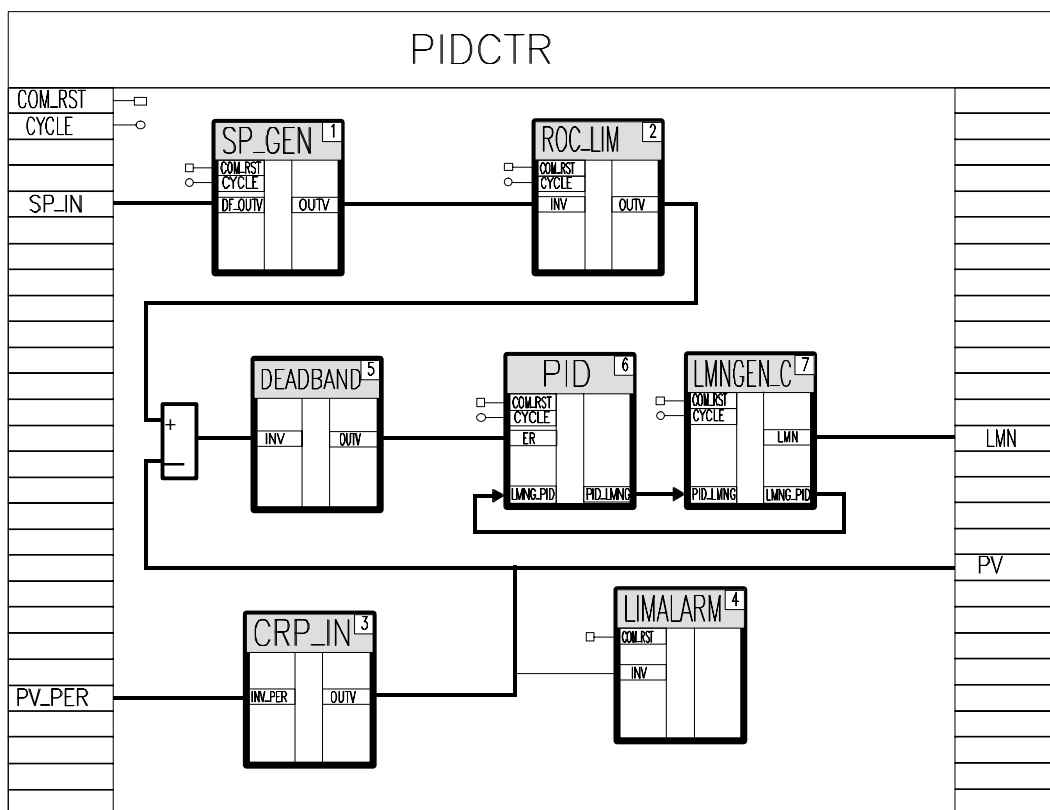 PIDCTR
COM_RST
CYCLE
SP_IN
PV_PER
SP_GEN 1
COM_RST
CYCLE
DF_OUTV OUTV
ROC_LIM 2
COM_RST
CYCLE
INV OUTV
+
−
DEADBAND 5
INV OUTV
PID 6
COM_RST
CYCLE
ER
LMNG_PID PID_LMNG
LMNGEN_C 7
COM_RST
CYCLE
LMN
PID_LMNG LMNG_PID
LMN
PV
CRP_IN 3
INV_PER OUTV
LIMALARM 4
COM_RST
INV